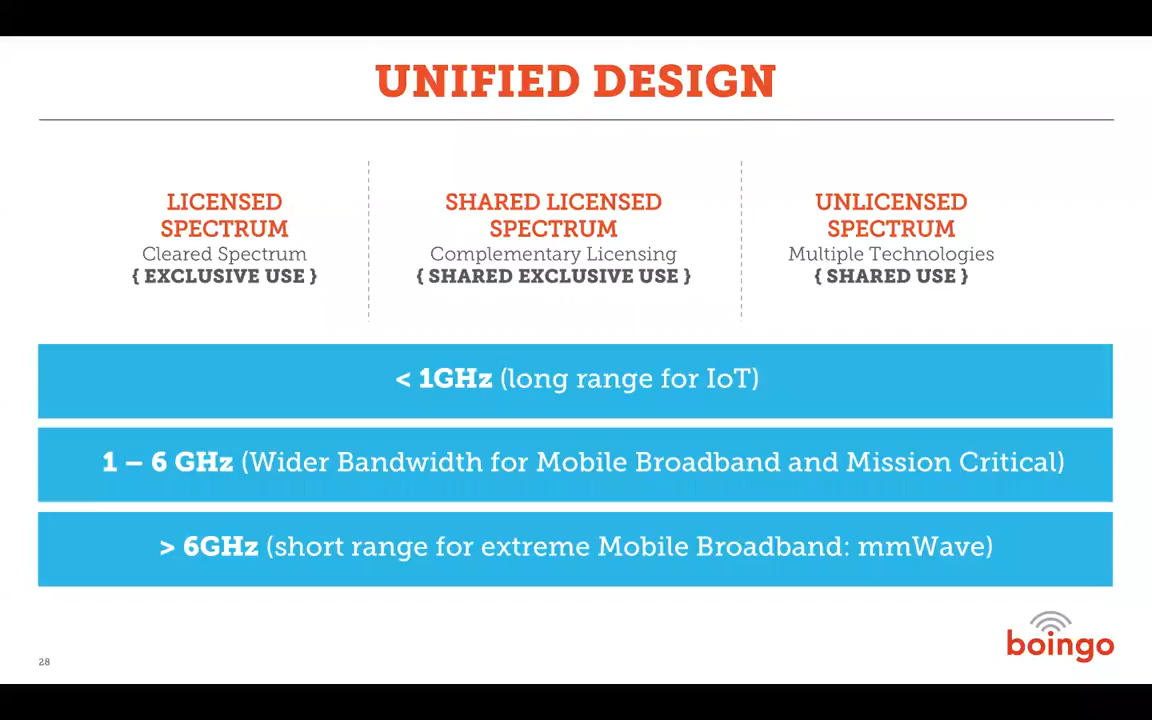 UNIFIED DESIGN
LICENSED
SPECTRUM
Cleared Spectrum
{ EXCLUSIVE USE }
SHARED LICENSED
SPECTRUM
Complementary Licensing
{ SHARED EXCLUSIVE USE }
UNLICENSED
SPECTRUM
Multiple Technologies
{ SHARED USE }
< 1GHz (long range for IoT)
1 – 6 GHz (Wider Bandwidth for Mobile Broadband and Mission Critical)
> 6GHz (short range for extreme Mobile Broadband: mmWave)
boingo
28